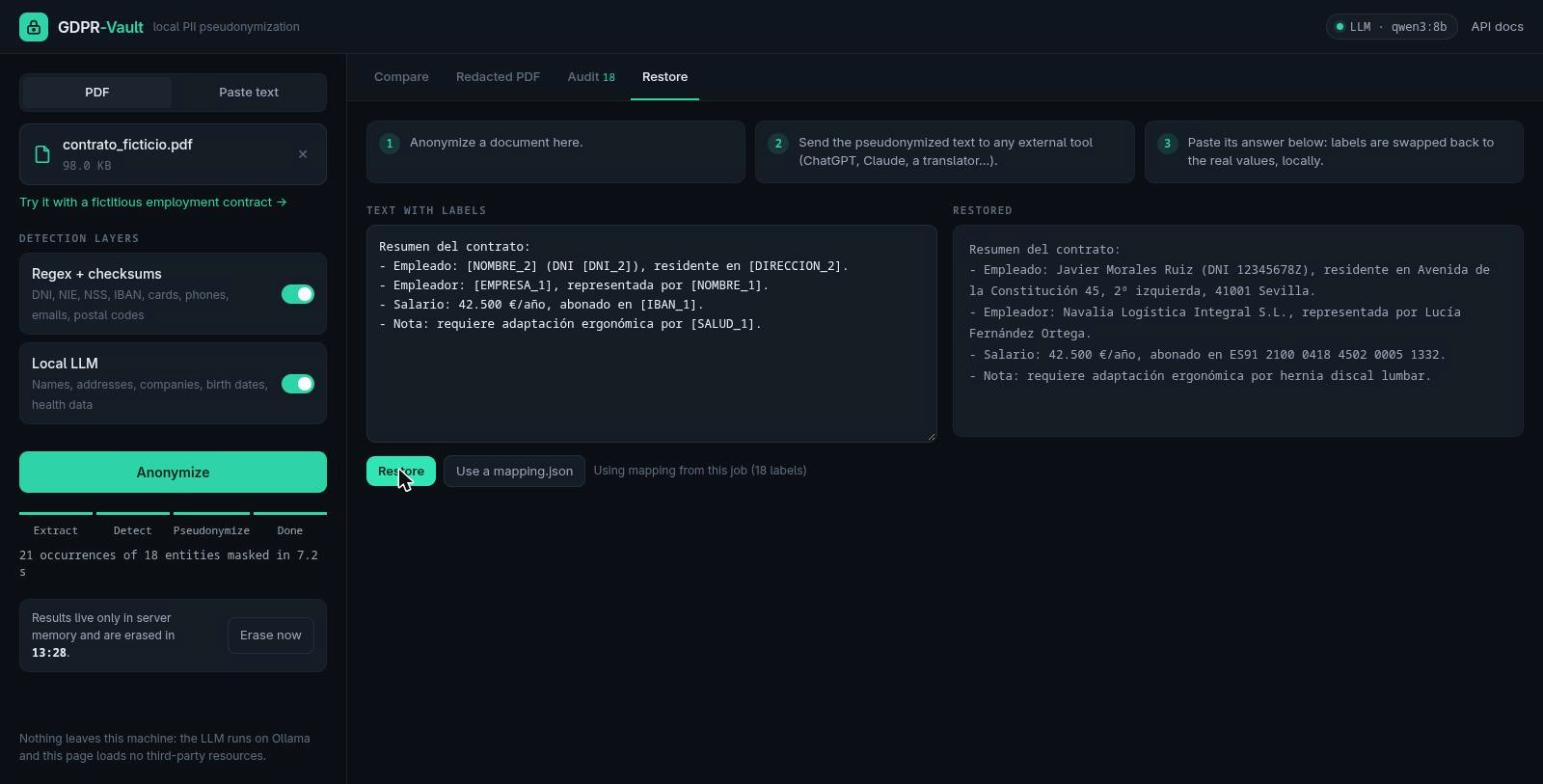 GDPR-Vault local PII pseudonymization
LLM · qwen3:8b
API docs
PDF
Paste text
contrato_ficticio.pdf
98.0 KB
×
Try it with a fictitious employment contract →
DETECTION LAYERS
Regex + checksums
DNI, NIE, NSS, IBAN, cards, phones,
emails, postal codes
Local LLM
Names, addresses, companies, birth dates,
health data
Anonymize
Extract
Detect
Pseudonymize
Done
21 occurrences of 18 entities masked in 7.2
s
Results live only in server
memory and are erased in
13:28.
Erase now
Nothing leaves this machine: the LLM runs on Ollama
and this page loads no third-party resources.
Compare
Redacted PDF
Audit 18
Restore
1
Anonymize a document here.
2
Send the pseudonymized text to any external tool
(ChatGPT, Claude, a translator…).
3
Paste its answer below: labels are swapped back to
the real values, locally.
TEXT WITH LABELS
Resumen del contrato:
- Empleado: [NOMBRE_2] (DNI [DNI_2]), residente en [DIRECCION_2].
- Empleador: [EMPRESA_1], representada por [NOMBRE_1].
- Salario: 42.500 €/año, abonado en [IBAN_1].
- Nota: requiere adaptación ergonómica por [SALUD_1].
RESTORED
Resumen del contrato:
- Empleado: Javier Morales Ruiz (DNI 12345678Z), residente en Avenida de
la Constitución 45, 2º izquierda, 41001 Sevilla.
- Empleador: Navalia Logística Integral S.L., representada por Lucía
Fernández Ortega.
- Salario: 42.500 €/año, abonado en ES91 2100 0418 4502 0005 1332.
- Nota: requiere adaptación ergonómica por hernia discal lumbar.
Restore
Use a mapping.json
Using mapping from this job (18 labels)